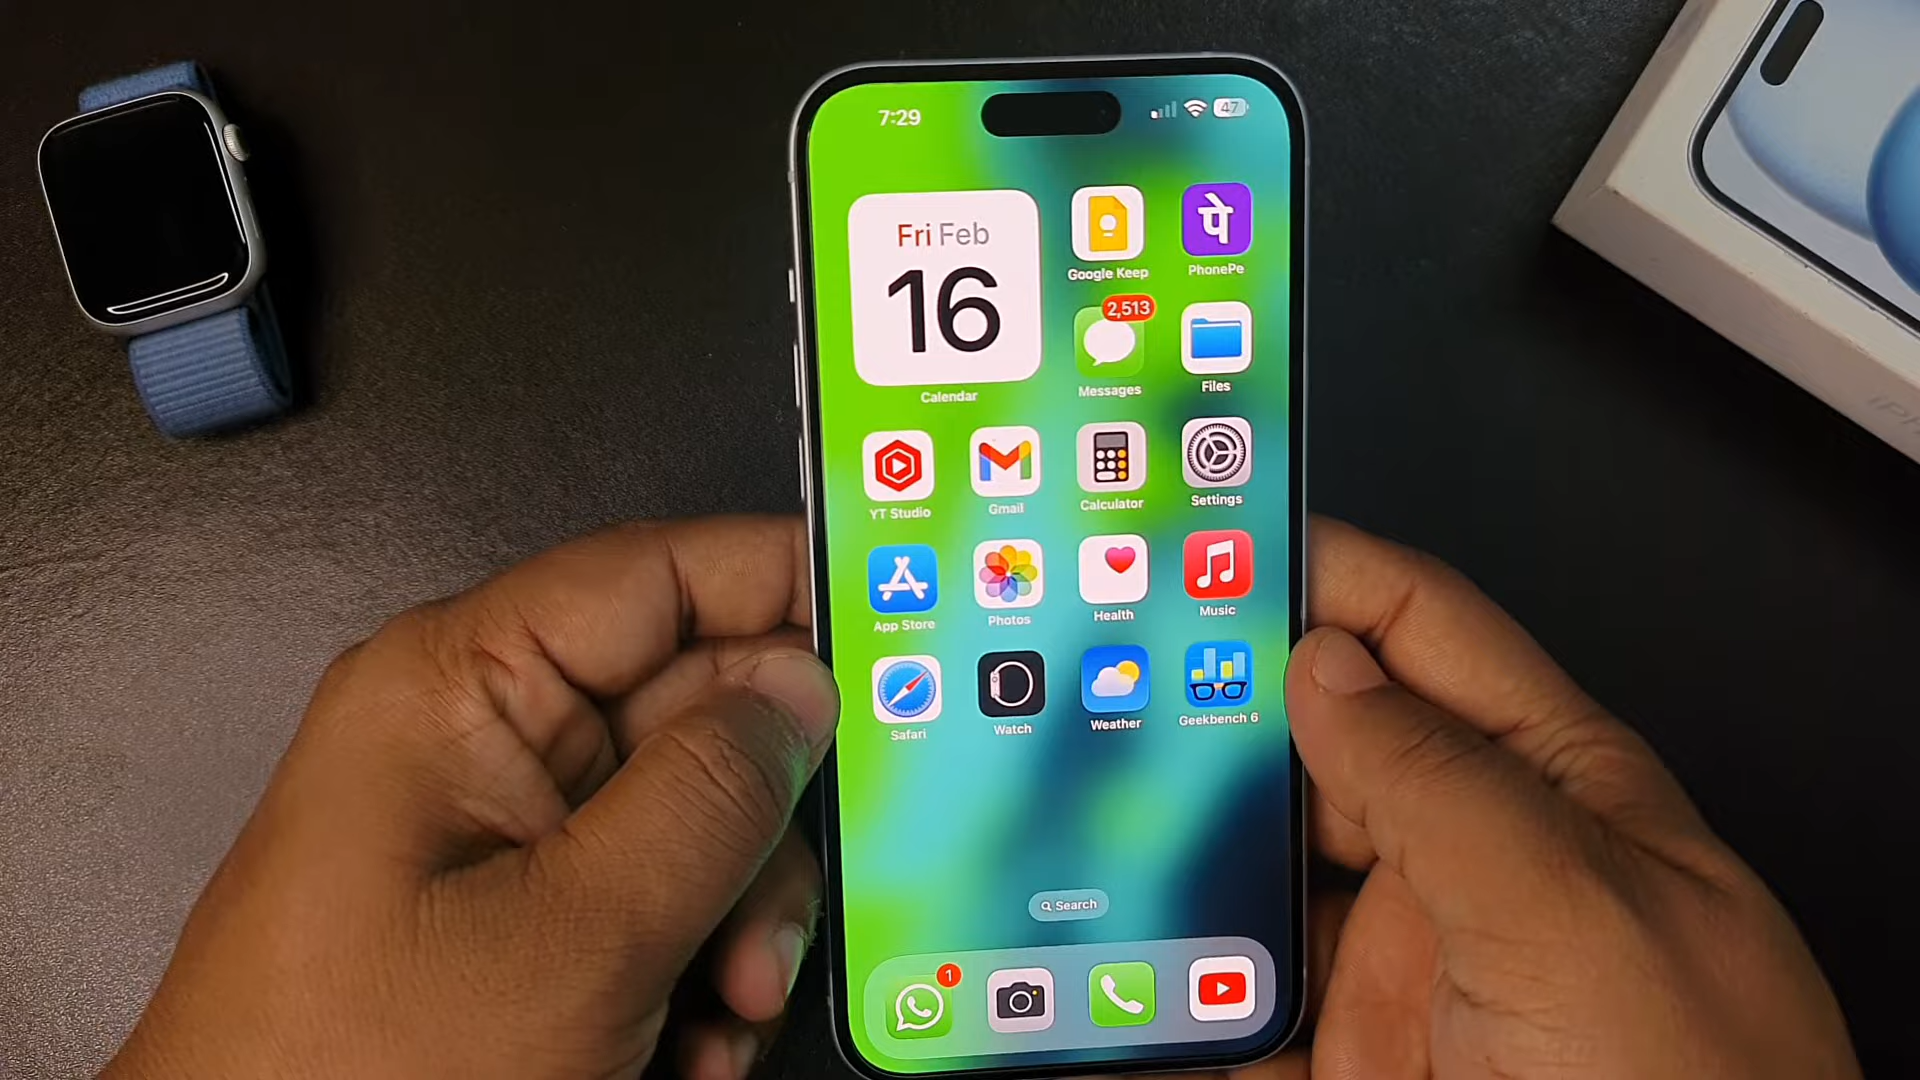 7:29
47
Fri Feb
16
Calendar
Google Keep
पे
PhonePe
2,513
Messages
Files
YT Studio
Gmail
Calculator
Settings
App Store
Photos
Health
Music
Safari
Watch
Weather
Geekbench 6
Search
1